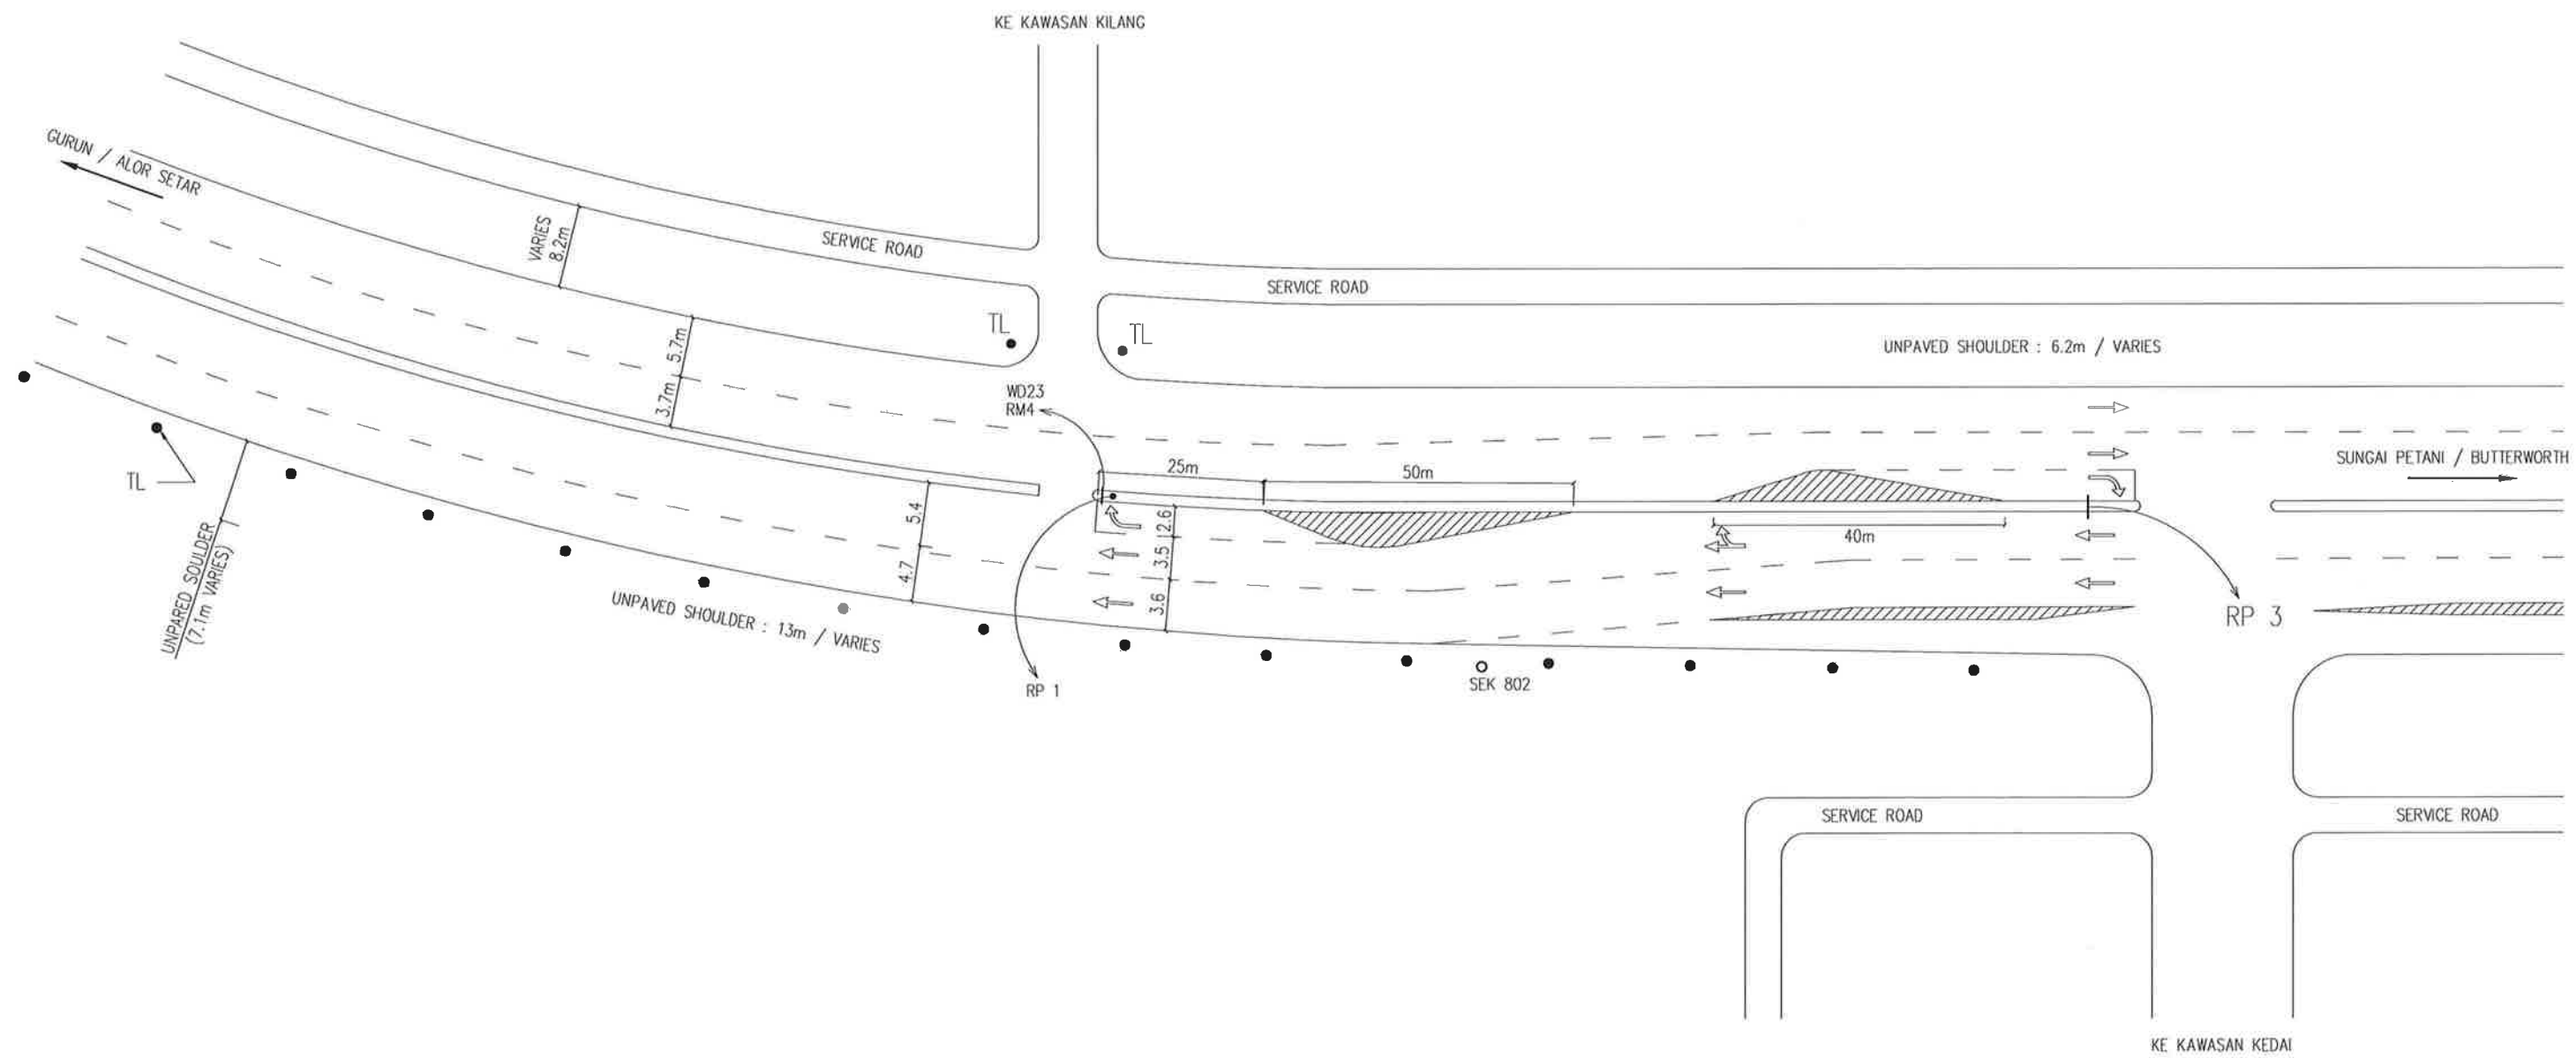 KE KAWASAN KILANG
GURUN / ALOR SETAR
VARIES
8.2m
SERVICE ROAD
SERVICE ROAD
5.7m
3.7m
TL
TL
UNPAVED SHOULDER : 6.2m / VARIES
WD23
RM4
25m
50m
SUNGAI PETANI / BUTTERWORTH
TL
5.4
4.7
2.6
3.5
3.6
40m
UNPARED SOULDER
(7.1m VARIES)
UNPAVED SHOULDER : 13m / VARIES
RP 1
SEK 802
RP 3
SERVICE ROAD
SERVICE ROAD
KE KAWASAN KEDAI